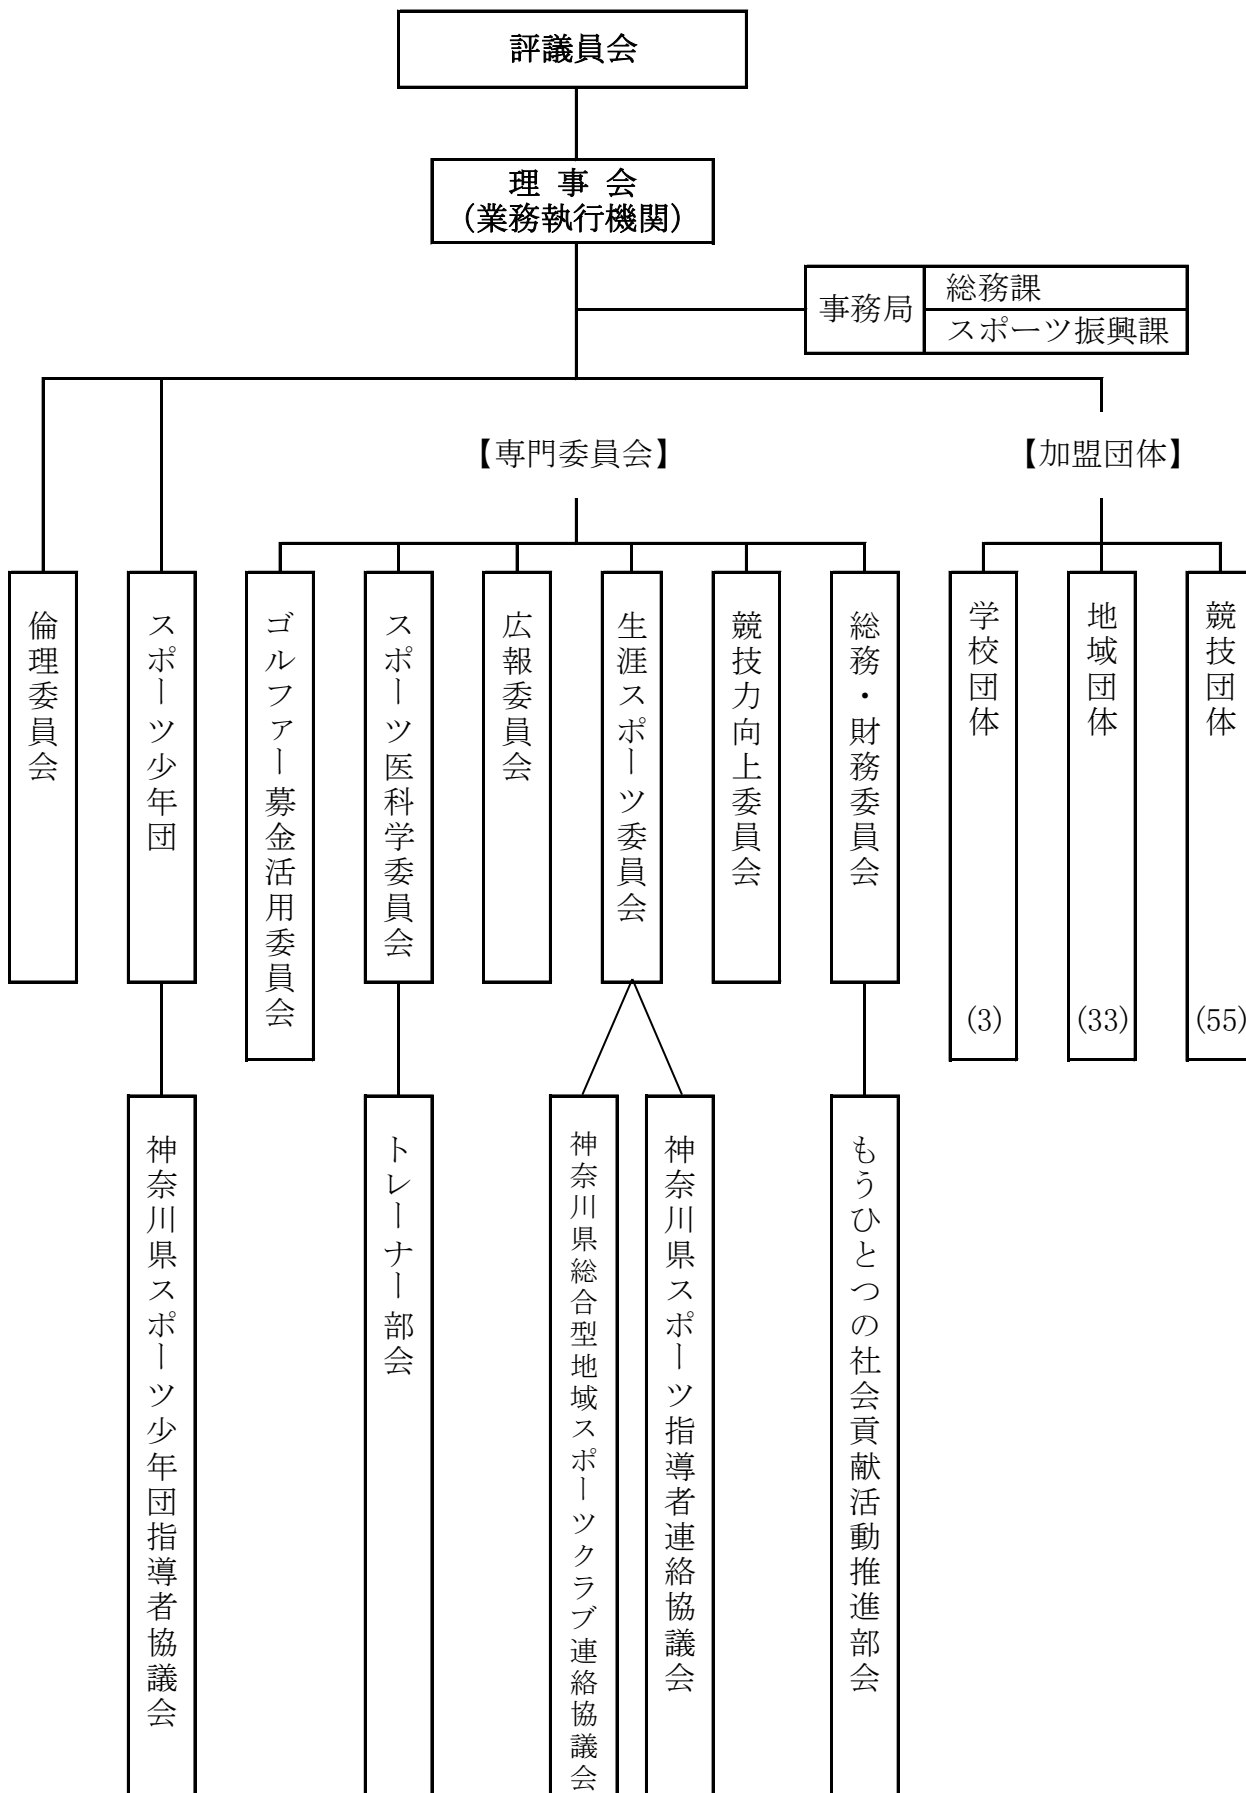 評議員会
理 事 会
（業務執行機関）
事務局
総務課
スポーツ振興課
【専門委員会】
【加盟団体】
競技団体
(55)
地域団体
(33)
学校団体
(3)
総務・財務委員会
競技力向上委員会
生涯スポーツ委員会
広報委員会
スポーツ医科学委員会
ゴルファー募金活用委員会
スポーツ少年団
倫理委員会
もうひとつの社会貢献活動推進部会
神奈川県スポーツ指導者連絡協議会
神奈川県総合型地域スポーツクラブ連絡協議会
トレーナー部会
神奈川県スポーツ少年団指導者協議会